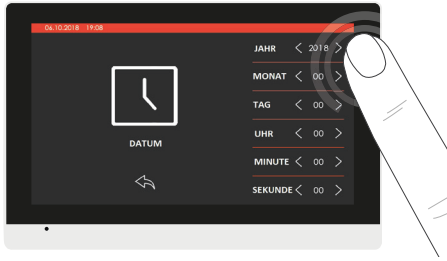 06.10.2018 19:08
JAHR < 2018 >
MONAT < 00 >
TAG < 00 >
UHR < 00 >
MINUTE < 00 >
SEKUNDE < 00 >
DATUM